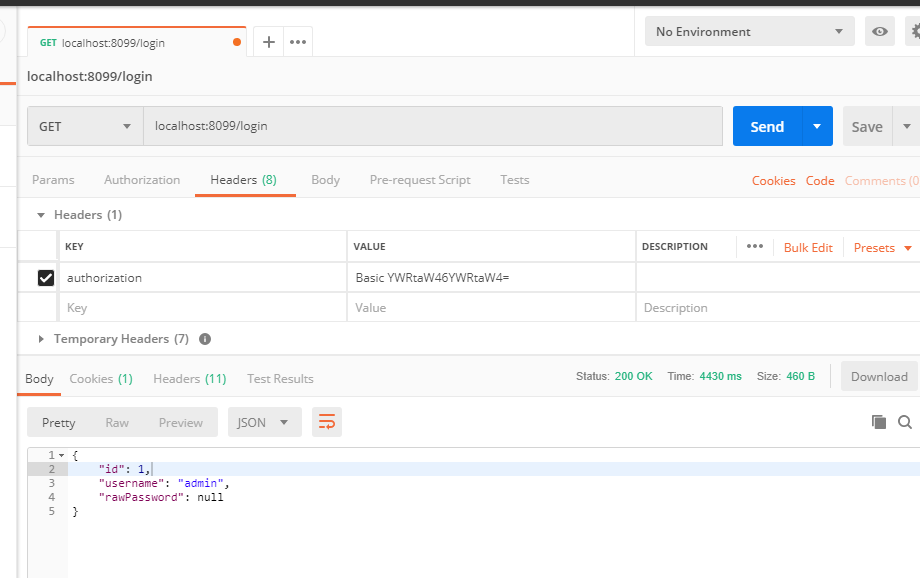 GET localhost:8099/login
No Environment
localhost:8099/login
GET localhost:8099/login Send Save
Params Authorization Headers (8) Body Pre-request Script Tests Cookies Code Comments (0
Headers (1)
KEY VALUE DESCRIPTION Bulk Edit Presets
authorization Basic YWRtaW46YWRtaW4=
Key Value Description
Temporary Headers (7)
Body Cookies (1) Headers (11) Test Results Status: 200 OK Time: 4430 ms Size: 460 B Download
Pretty Raw Preview JSON
1 {
2 "id": 1,
3 "username": "admin",
4 "rawPassword": null
5 }